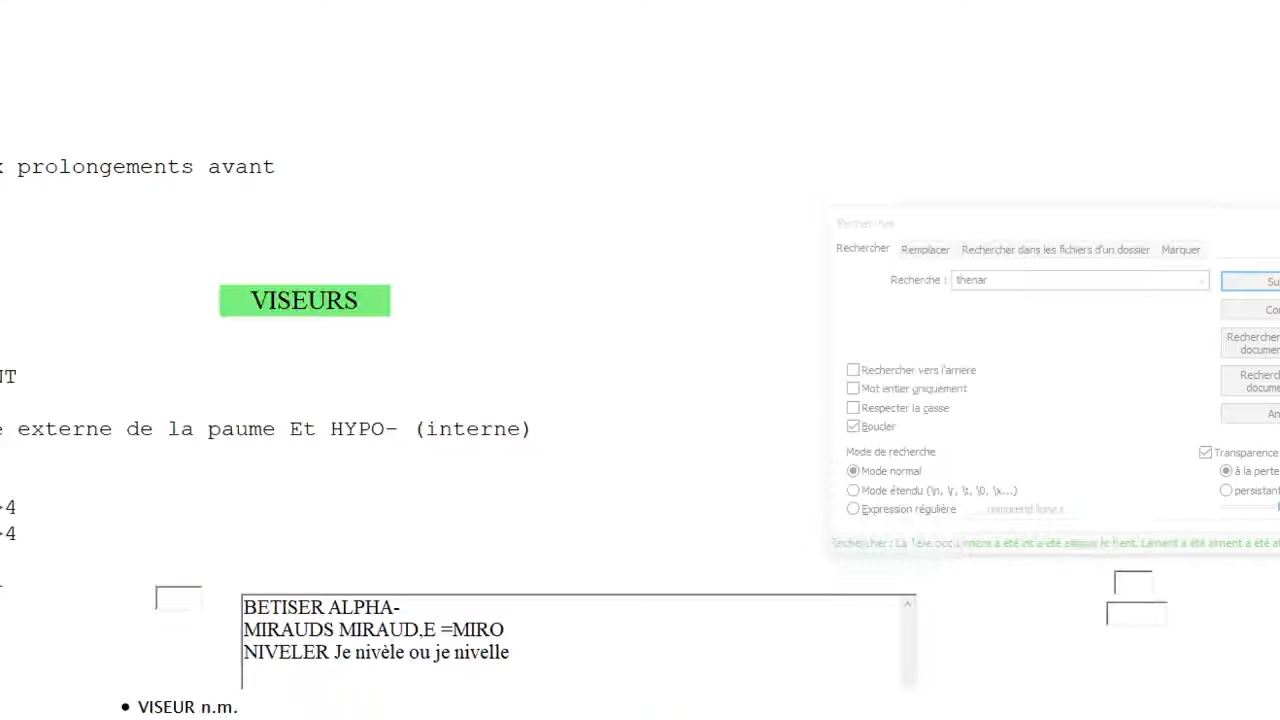 prolongements avant
Rechercher
Rechercher Remplacer Rechercher dans les fichiers d'un dossier Marquer
Recherche : thenar
VISEURS
Rechercher vers l'arrière
Mot entier uniquement
Respecter la casse
Boucler
externe de la paume Et HYPO- (interne)
Mode de recherche
Transparence
Mode normal
à la perte
Mode étendu (\n, \r, \t, \0, \x...)
persistant
Expression régulière
4
4
BETISER ALPHA-
MIRAUDS MIRAUD,E =MIRO
NIVELER Je nivèle ou je nivelle
• VISEUR n.m.